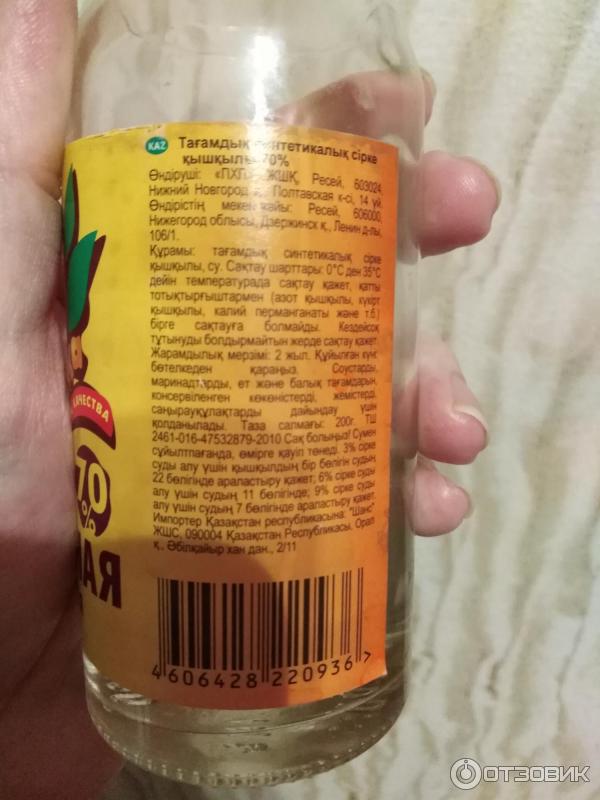 KAZ Тағамдық синтетикалық сірке
қышқылы 70%
Өндіруші: «ПХП» ЖШҚ, Ресей, 603024,
Нижний Новгород қ., Полтавская к-сі, 14 үй.
Өндірістің мекен-жайы: Ресей, 606000,
Нижегород облысы, Дзержинск қ., Ленин д-лы,
106/1.
Құрамы: тағамдық синтетикалық сірке
қышқылы, су. Сақтау шарттары: 0°С ден 35°С
дейін температурада сақтау қажет, қатты
тотықтырғыштармен (азот қышқылы, күкірт
қышқылы, калий перманганаты және т.б.)
бірге сақтауға болмайды. Кездейсоқ
тұтынуды болдырмайтын жерде сақтау қажет.
Жарамдылық мерзімі: 2 жыл. Құйылған күнг
бөтелкеден қараңыз. Соустарды,
маринадтарды, ет және балық тағамдарын,
консервіленген көкөністерді, жемістерді,
саңырауқұлақтарды дайындау үшін
қолданылады. Таза салмағы: 200г. ТШ
2461-016-47532879-2010 Сақ болыңыз! Сумен
сұйылтпағанда, өмірге қауіп төнеді. 3% сірке
суды алу үшін қышқылдың бір бөлігін судың
22 бөлігінде араластыру қажет; 6% сірке суды
алу үшін судың 11 бөлігінде; 9% сірке суды
алу үшін судың 7 бөлігінде араластыру қажет.
Импортер Қазақстан республикасына: "Шанс"
ЖШС, 090004 Қазақстан Республикасы, Орал
қ., Әбілқайыр хан даң., 2/11
КАЧЕСТВА
70%
АЯ
4 606428 220936 >
ОТЗОВИК